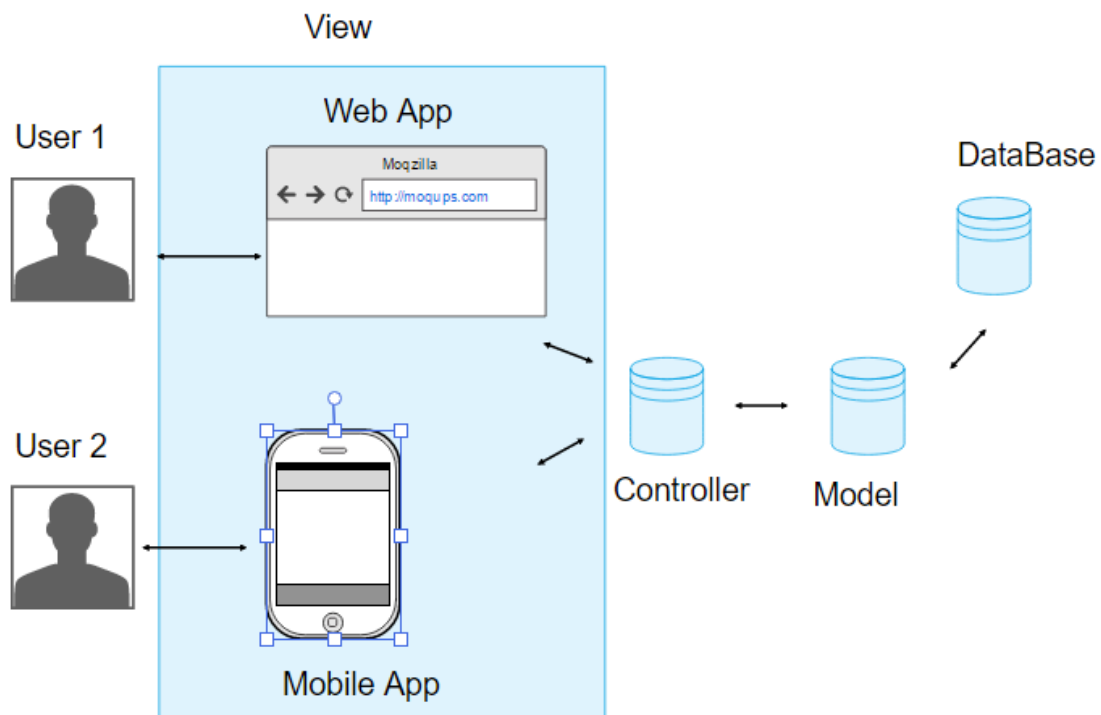 View
Web App
User 1
Moqzilla
http://moqups.com
DataBase
User 2
Controller
Model
Mobile App